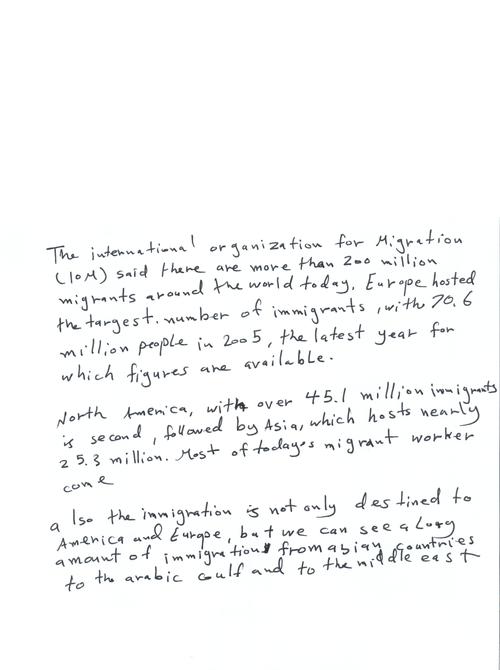 The international organization for Migration
(IOM) said there are more than 200 million
migrants around the world today. Europe hosted
the targest. number of immigrants, with 70.6
million people in 2005, the latest year for
which figures are available.
North America, with over 45.1 million immigrants
is second, followed by Asia, which hosts nearly
25.3 million. Most of todayes migrant worker
come
also the immigration is not only destined to
America and Europe, but we can see a
amount of immigration from asian countries
to the arabic gulf and to the middle east